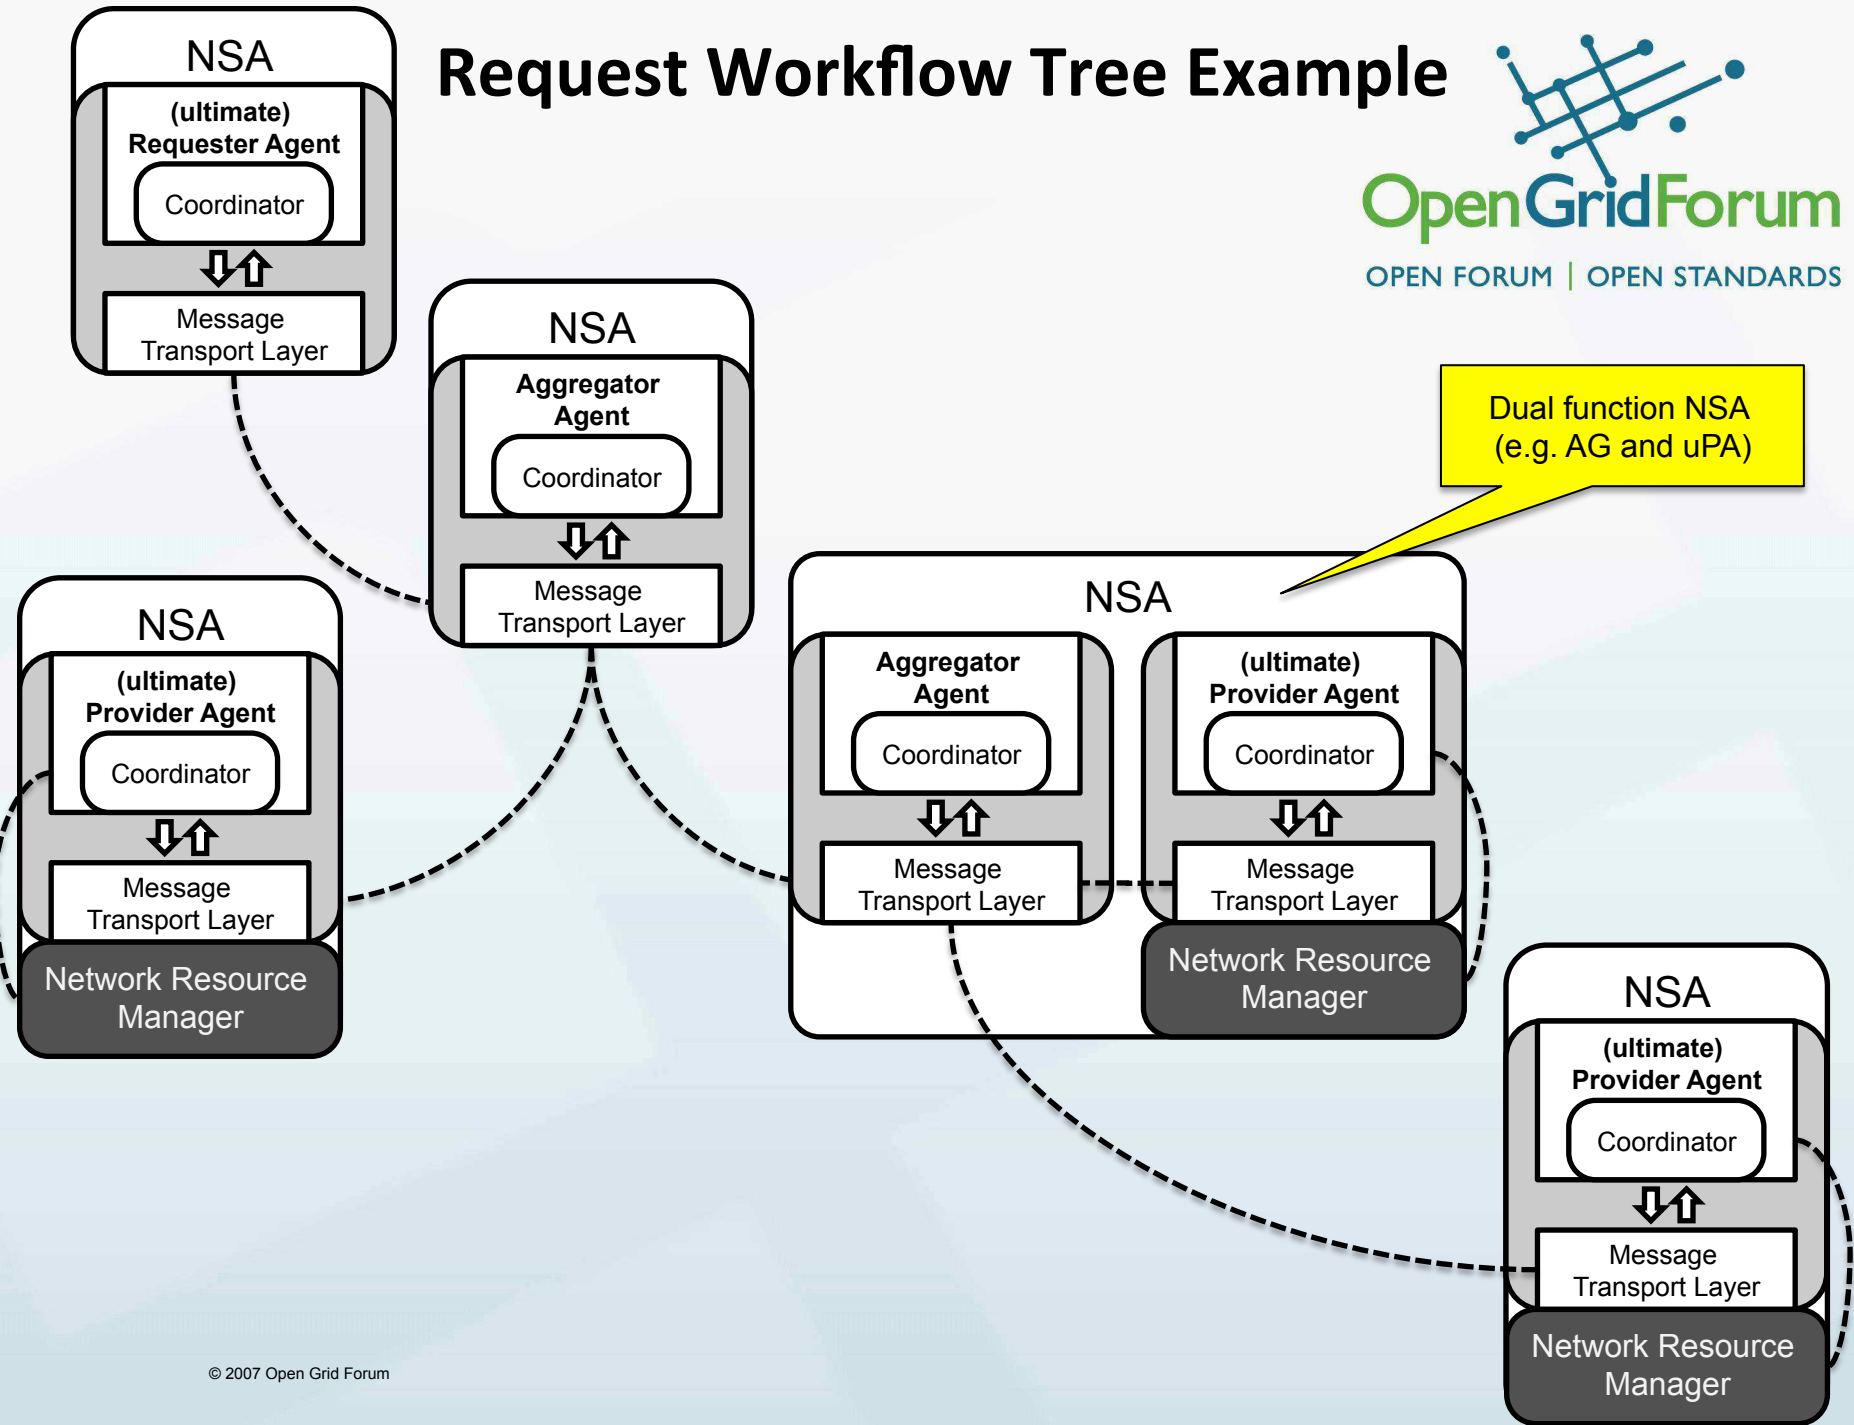 Request Workflow Tree Example
OpenGridForum
OPEN FORUM | OPEN STANDARDS
NSA
(ultimate)
Requester Agent
Coordinator
Message
Transport Layer
NSA
Aggregator
Agent
Coordinator
Message
Transport Layer
Dual function NSA
(e.g. AG and uPA)
NSA
(ultimate)
Provider Agent
Coordinator
Message
Transport Layer
Network Resource
Manager
NSA
Aggregator
Agent
Coordinator
Message
Transport Layer
(ultimate)
Provider Agent
Coordinator
Message
Transport Layer
Network Resource
Manager
NSA
(ultimate)
Provider Agent
Coordinator
Message
Transport Layer
Network Resource
Manager
© 2007 Open Grid Forum